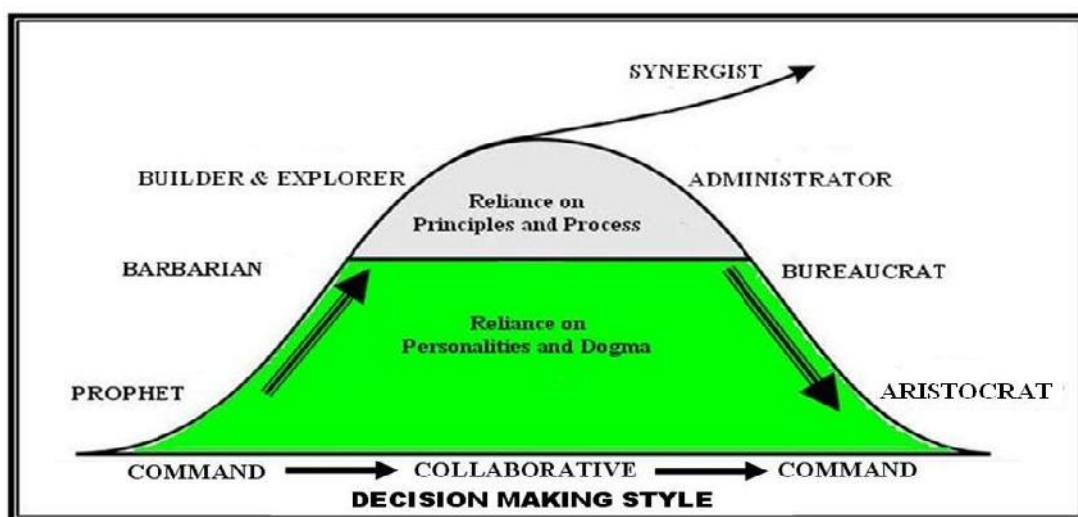 SYNERGIST
BUILDER & EXPLORER
ADMINISTRATOR
Reliance on
Principles and Process
BARBARIAN
BUREAUCRAT
Reliance on
Personalities and Dogma
PROPHET
ARISTOCRAT
COMMAND COLLABORATIVE COMMAND
DECISION MAKING STYLE